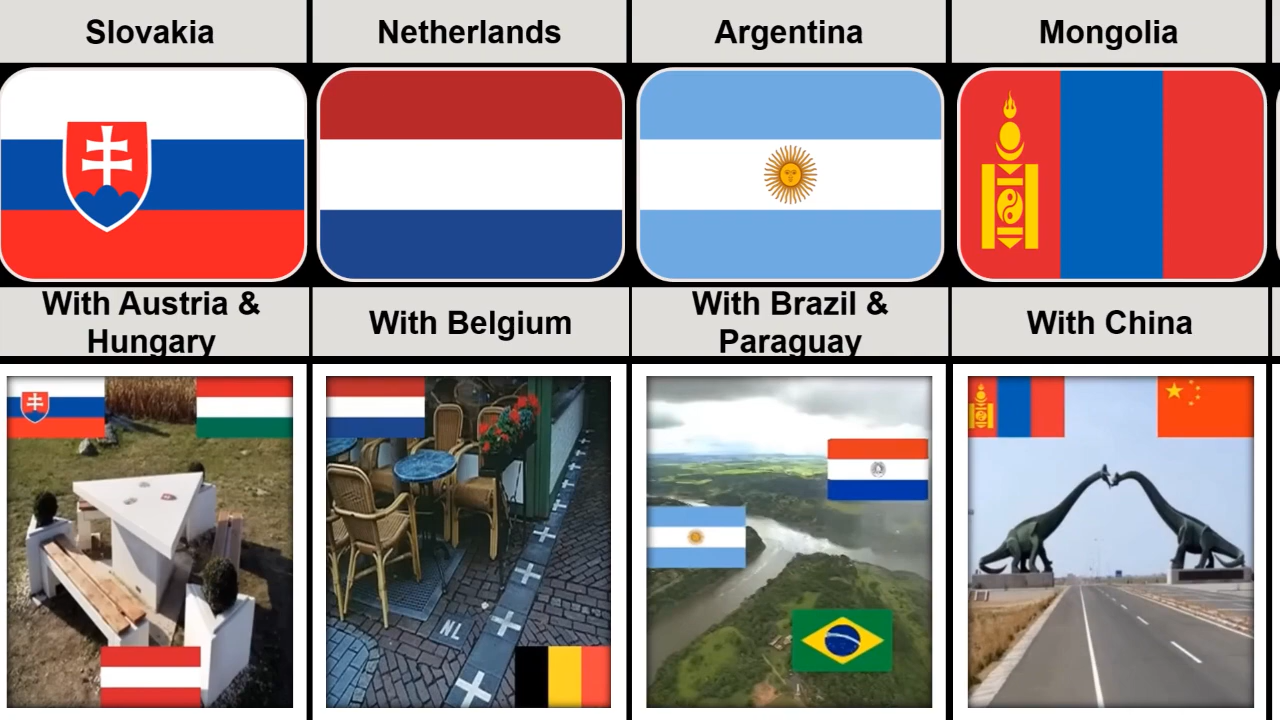 Slovakia
Netherlands
Argentina
Mongolia
With Austria &
Hungary
With Belgium
With Brazil &
Paraguay
With China
NL